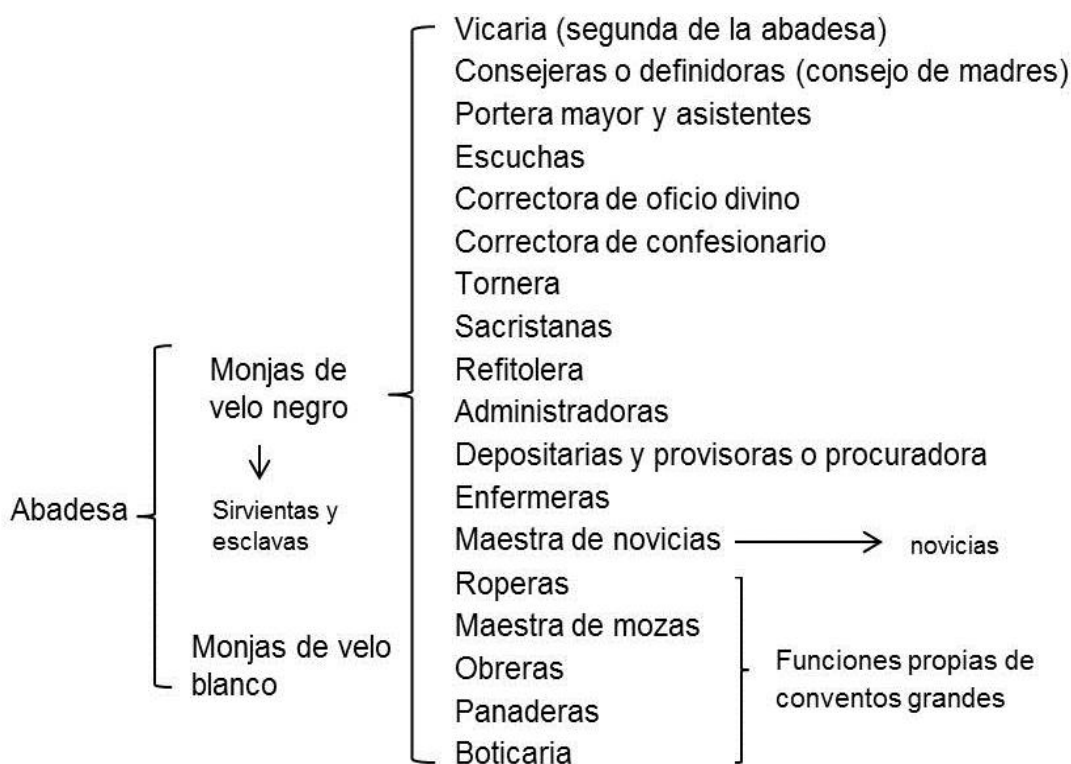 Abadesa
Monjas de
velo negro
Sirvientas y
esclavas
Monjas de velo
blanco
Vicaria (segunda de la abadesa)
Consejeras o definidoras (consejo de madres)
Portera mayor y asistentes
Escuchas
Correctora de oficio divino
Correctora de confesionario
Tornera
Sacristanas
Refitolera
Administradoras
Depositarias y provisoras o procuradora
Enfermeras
Maestra de novicias
novicias
Roperas
Maestra de mozas
Obreras
Panaderas
Boticaria
Funciones propias de
conventos grandes